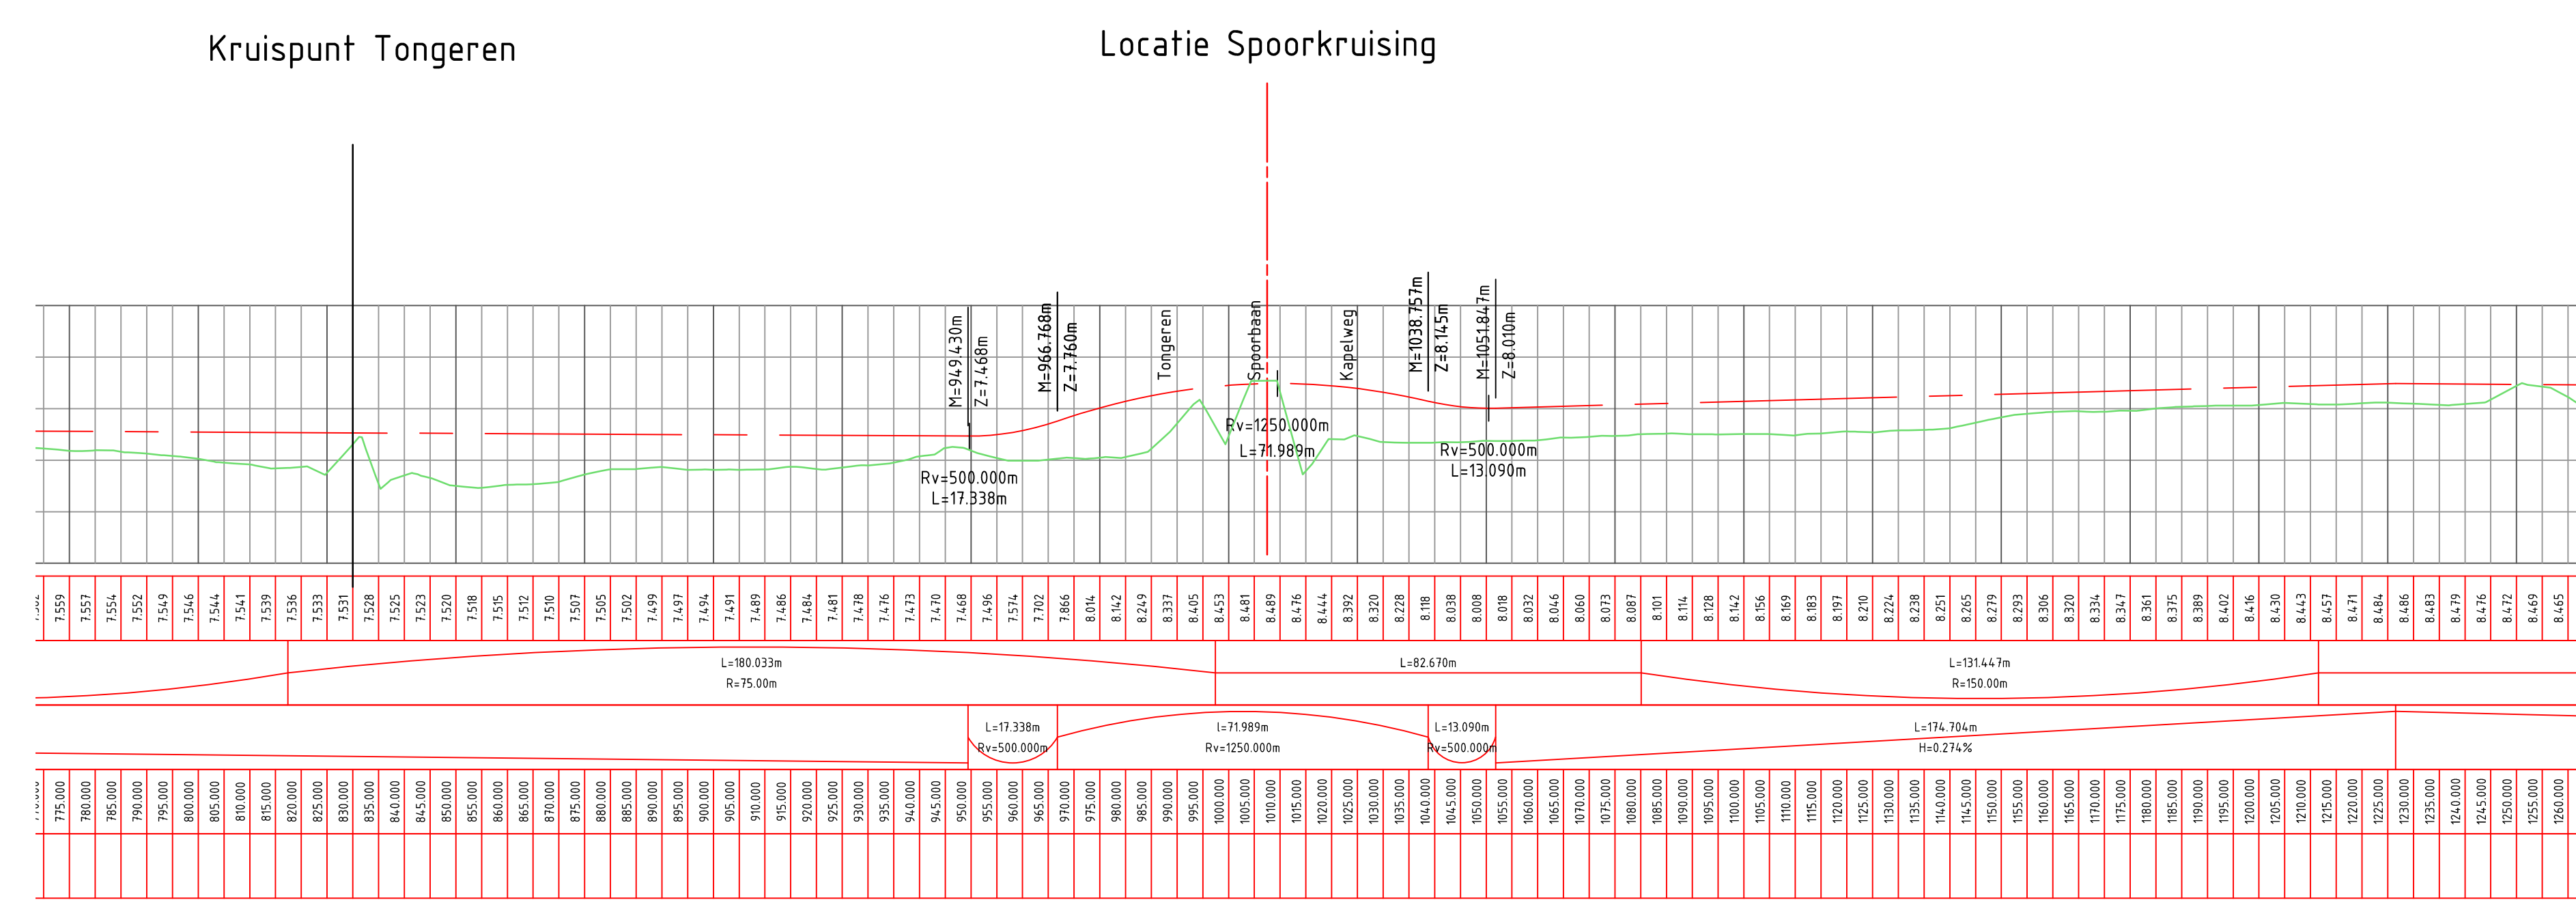 Kruispunt Tongeren
Locatie Spoorkruising
M=949.430m
Z=7.468m
M=966.768m
Z=7.760m
Tongeren
Spoorbaan
Kapelweg
M=1038.757m
Z=8.145m
M=1051.847m
Z=8.010m
Rv=500.000m
L=17.338m
Rv=1250.000m
L=71.989m
Rv=500.000m
L=13.090m
7.559 7.557 7.554 7.552 7.549 7.546 7.544 7.541 7.539 7.536 7.533 7.531 7.528 7.525 7.523 7.520 7.518 7.515 7.512 7.510 7.507 7.505 7.502 7.499 7.497 7.494 7.491 7.489 7.486 7.484 7.481 7.478 7.476 7.473 7.470 7.468 7.496 7.574 7.702 7.866 8.014 8.142 8.249 8.337 8.405 8.453 8.481 8.489 8.476 8.444 8.392 8.320 8.228 8.118 8.038 8.008 8.018 8.032 8.046 8.060 8.073 8.087 8.101 8.114 8.128 8.142 8.156 8.169 8.183 8.197 8.210 8.224 8.238 8.251 8.265 8.279 8.293 8.306 8.320 8.334 8.347 8.361 8.375 8.389 8.402 8.416 8.430 8.443 8.457 8.471 8.484 8.486 8.483 8.479 8.476 8.472 8.469 8.465
L=180.033m
R=75.00m
L=82.670m
L=131.447m
R=150.00m
L=17.338m
Rv=500.000m
l=71.989m
Rv=1250.000m
L=13.090m
Rv=500.000m
L=174.704m
H=0.274%
775.000 780.000 785.000 790.000 795.000 800.000 805.000 810.000 815.000 820.000 825.000 830.000 835.000 840.000 845.000 850.000 855.000 860.000 865.000 870.000 875.000 880.000 885.000 890.000 895.000 900.000 905.000 910.000 915.000 920.000 925.000 930.000 935.000 940.000 945.000 950.000 955.000 960.000 965.000 970.000 975.000 980.000 985.000 990.000 995.000 1000.000 1005.000 1010.000 1015.000 1020.000 1025.000 1030.000 1035.000 1040.000 1045.000 1050.000 1055.000 1060.000 1065.000 1070.000 1075.000 1080.000 1085.000 1090.000 1095.000 1100.000 1105.000 1110.000 1115.000 1120.000 1125.000 1130.000 1135.000 1140.000 1145.000 1150.000 1155.000 1160.000 1165.000 1170.000 1175.000 1180.000 1185.000 1190.000 1195.000 1200.000 1205.000 1210.000 1215.000 1220.000 1225.000 1230.000 1235.000 1240.000 1245.000 1250.000 1255.000 1260.000